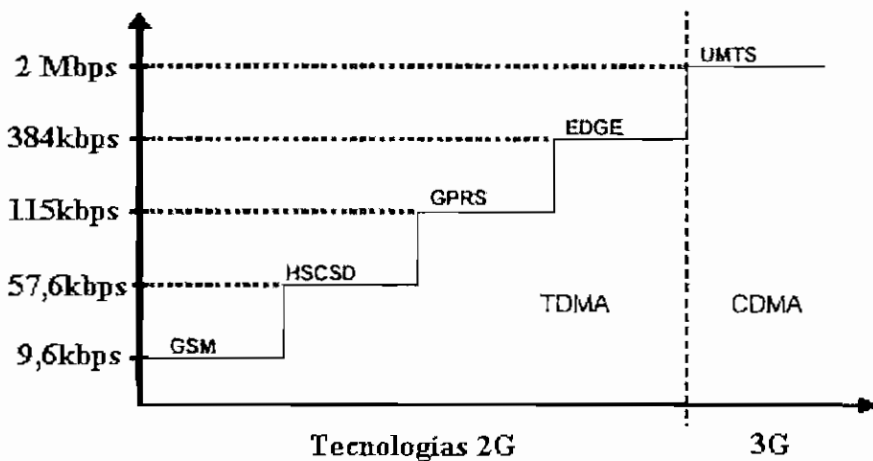 2 Mbps
UMTS
384kbps
EDGE
115kbps
GPRS
57,6kbps
HSCSD
TDMA
CDMA
9,6kbps
GSM
Tecnologías 2G
3G